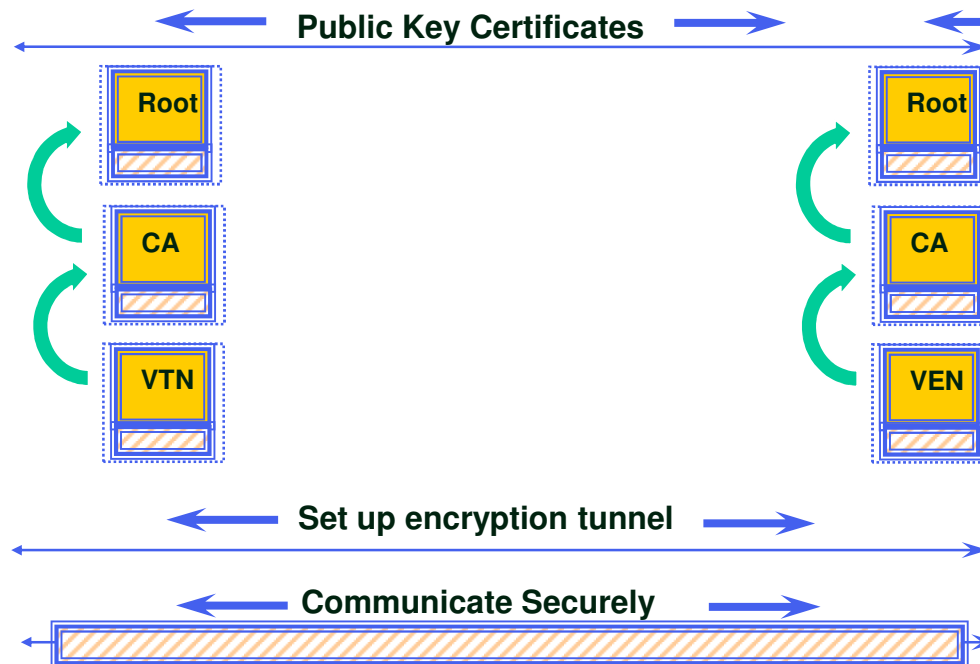 Public Key Certificates
Root
Root
CA
CA
VTN
VEN
Set up encryption tunnel
Communicate Securely